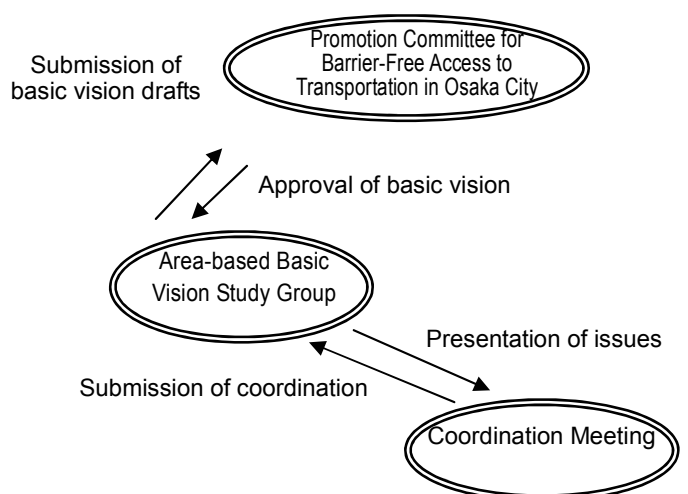 Promotion Committee for
Barrier-Free Access to
Transportation in Osaka City
Submission of
basic vision drafts
Approval of basic vision
Area-based Basic
Vision Study Group
Presentation of issues
Submission of coordination
Coordination Meeting